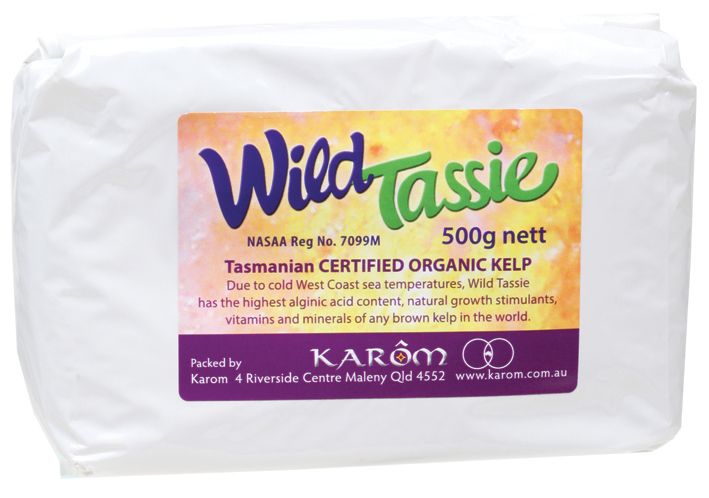 Wild Tassie
NASAA Reg No. 7099M
500g nett
Tasmanian CERTIFIED ORGANIC KELP
Due to cold West Coast sea temperatures, Wild Tassie
has the highest alginic acid content, natural growth stimulants,
vitamins and minerals of any brown kelp in the world.
KARÔM
Packed by
Karom 4 Riverside Centre Maleny Qld 4552 www.karom.com.au